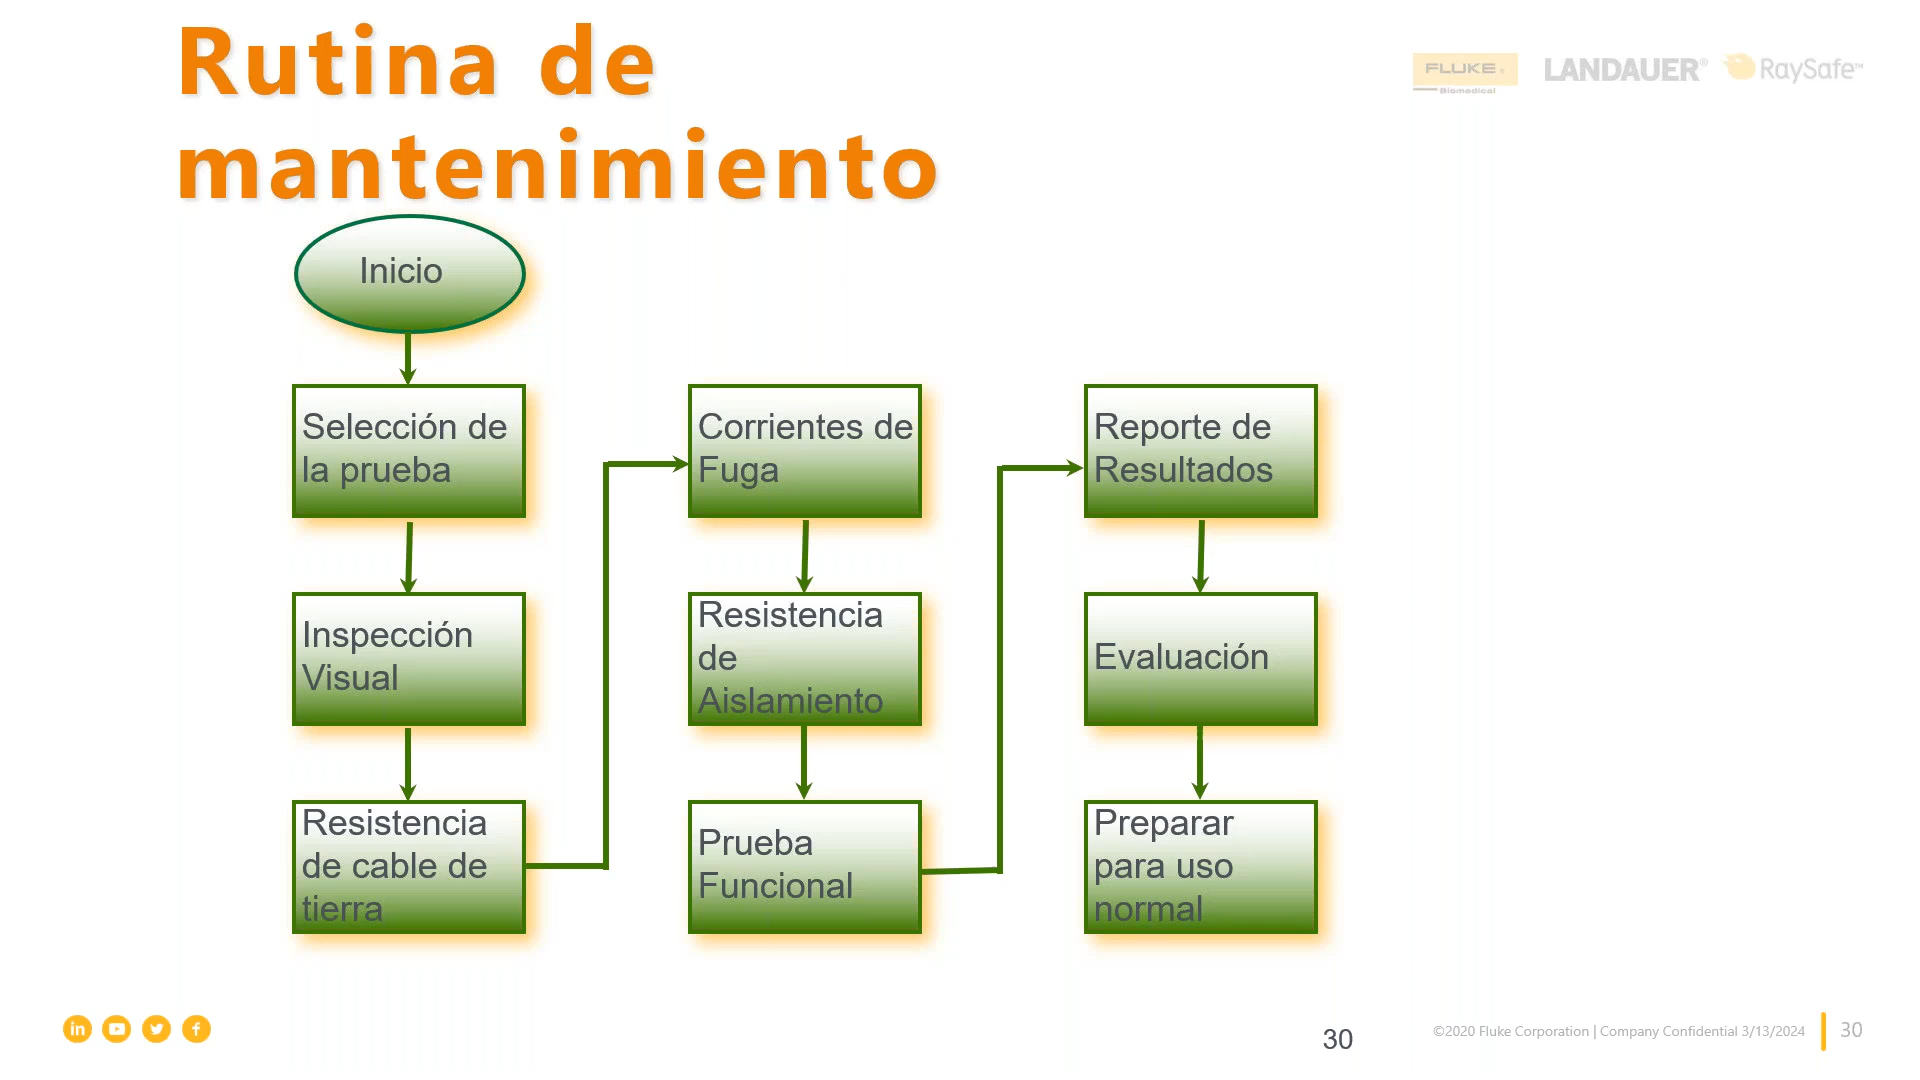 Rutina de
mantenimiento
FLUKE®
Biomedical
LANDAUER®
RaySafe™
Inicio
Selección de
la prueba
Inspección
Visual
Resistencia
de cable de
tierra
Corrientes de
Fuga
Resistencia
de
Aislamiento
Prueba
Funcional
Reporte de
Resultados
Evaluación
Preparar
para uso
normal
in
f
30
©2020 Fluke Corporation | Company Confidential 3/13/2024
30